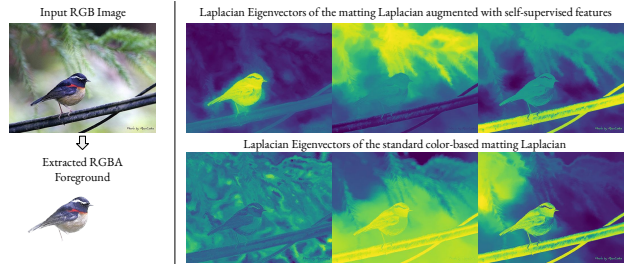 Input RGB Image
Laplacian Eigenvectors of the matting Laplacian augmented with self-supervised features
Laplacian Eigenvectors of the standard color-based matting Laplacian
Extracted RGBA
Foreground